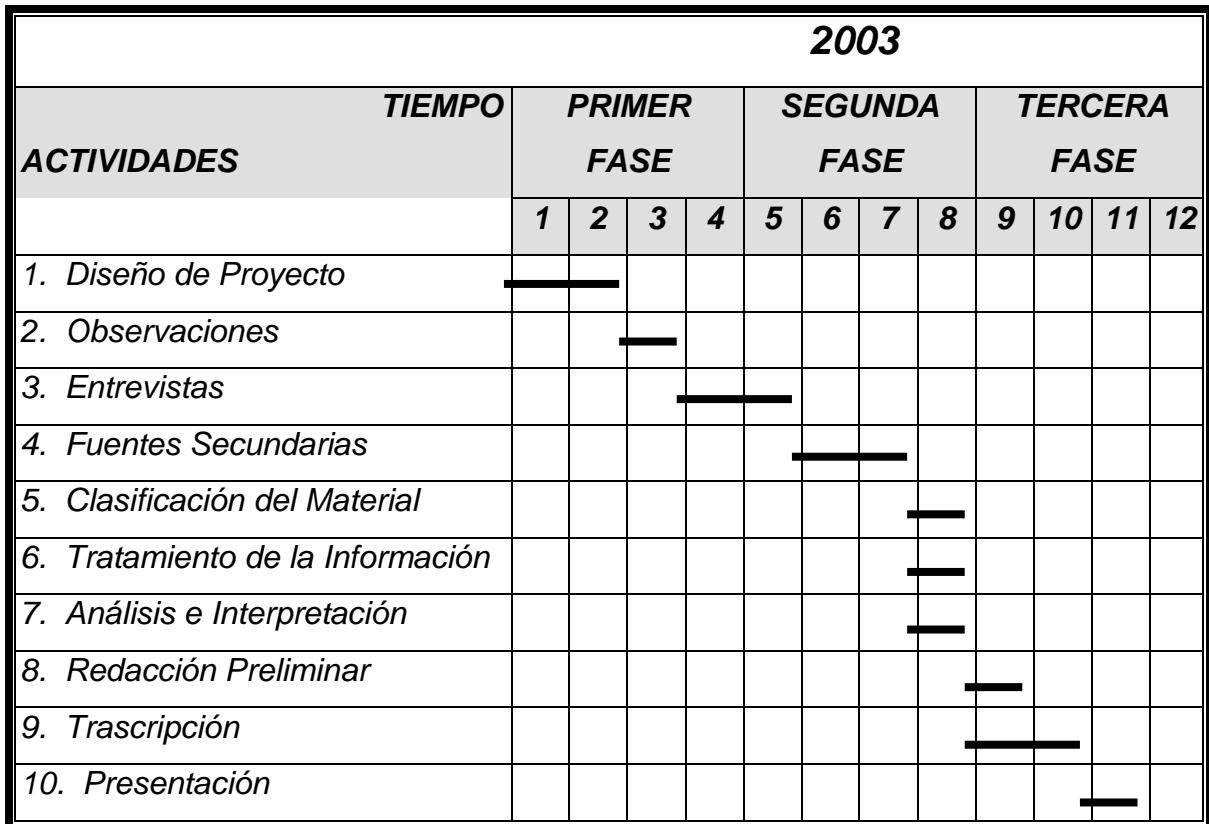 2003
TIEMPO
ACTIVIDADES
PRIMER
FASE
SEGUNDA
FASE
TERCERA
FASE
1 2 3 4 5 6 7 8 9 10 11 12
1. Diseño de Proyecto
2. Observaciones
3. Entrevistas
4. Fuentes Secundarias
5. Clasificación del Material
6. Tratamiento de la Información
7. Análisis e Interpretación
8. Redacción Preliminar
9. Trascripción
10. Presentación